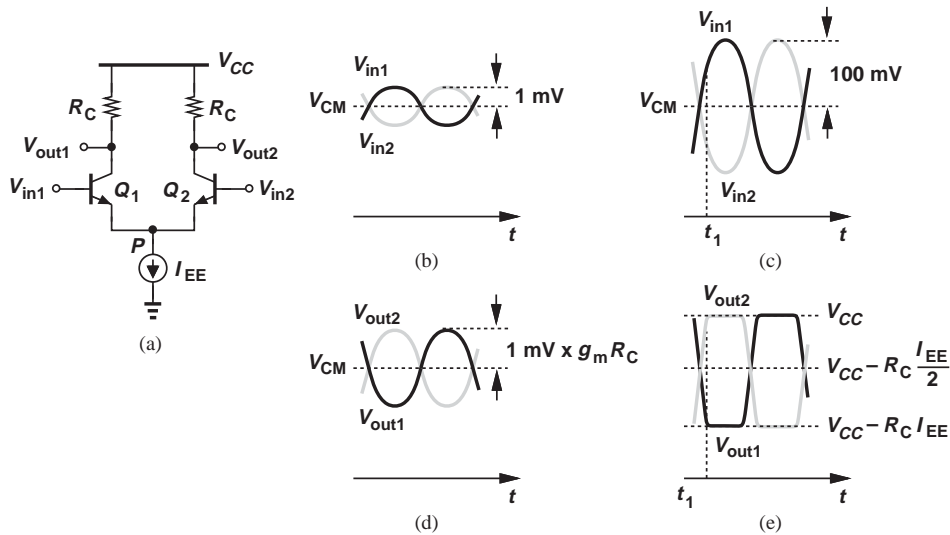 V_CC
R_C
R_C
V_out1
V_out2
V_in1
Q_1
Q_2
V_in2
P
I_EE
(a)
V_in1
V_CM
1 mV
V_in2
t
(b)
V_in1
V_CM
100 mV
V_in2
t_1
t
(c)
V_out2
V_CM
1 mV x g_m R_C
V_out1
t
(d)
V_out2
V_CC
V_CC – R_C I_EE/2
V_CC – R_C I_EE
V_out1
t_1
t
(e)